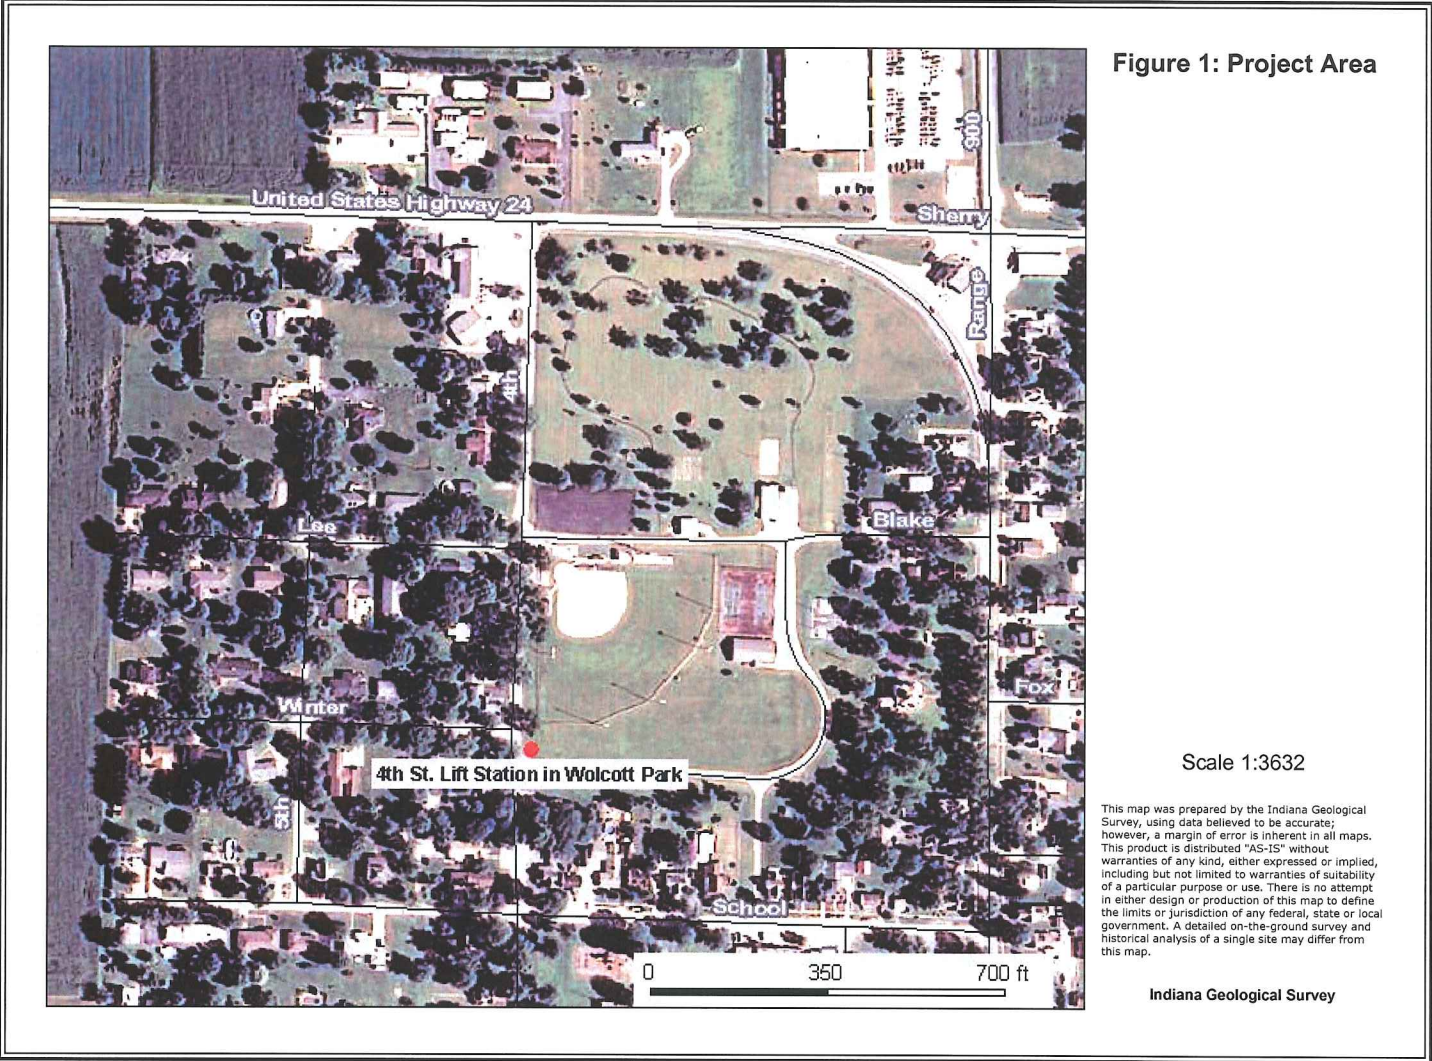 Figure 1: Project Area
900
United States Highway 24
Sherry
Range
4th
Lee
Blake
Fox
Winter
4th St. Lift Station in Wolcott Park
5th
School
0 350 700 ft
Scale 1:3632
This map was prepared by the Indiana Geological
Survey, using data believed to be accurate;
however, a margin of error is inherent in all maps.
This product is distributed "AS-IS" without
warranties of any kind, either expressed or implied,
including but not limited to warranties of suitability
of a particular purpose or use. There is no attempt
in either design or production of this map to define
the limits or jurisdiction of any federal, state or local
government. A detailed on-the-ground survey and
historical analysis of a single site may differ from
this map.
Indiana Geological Survey